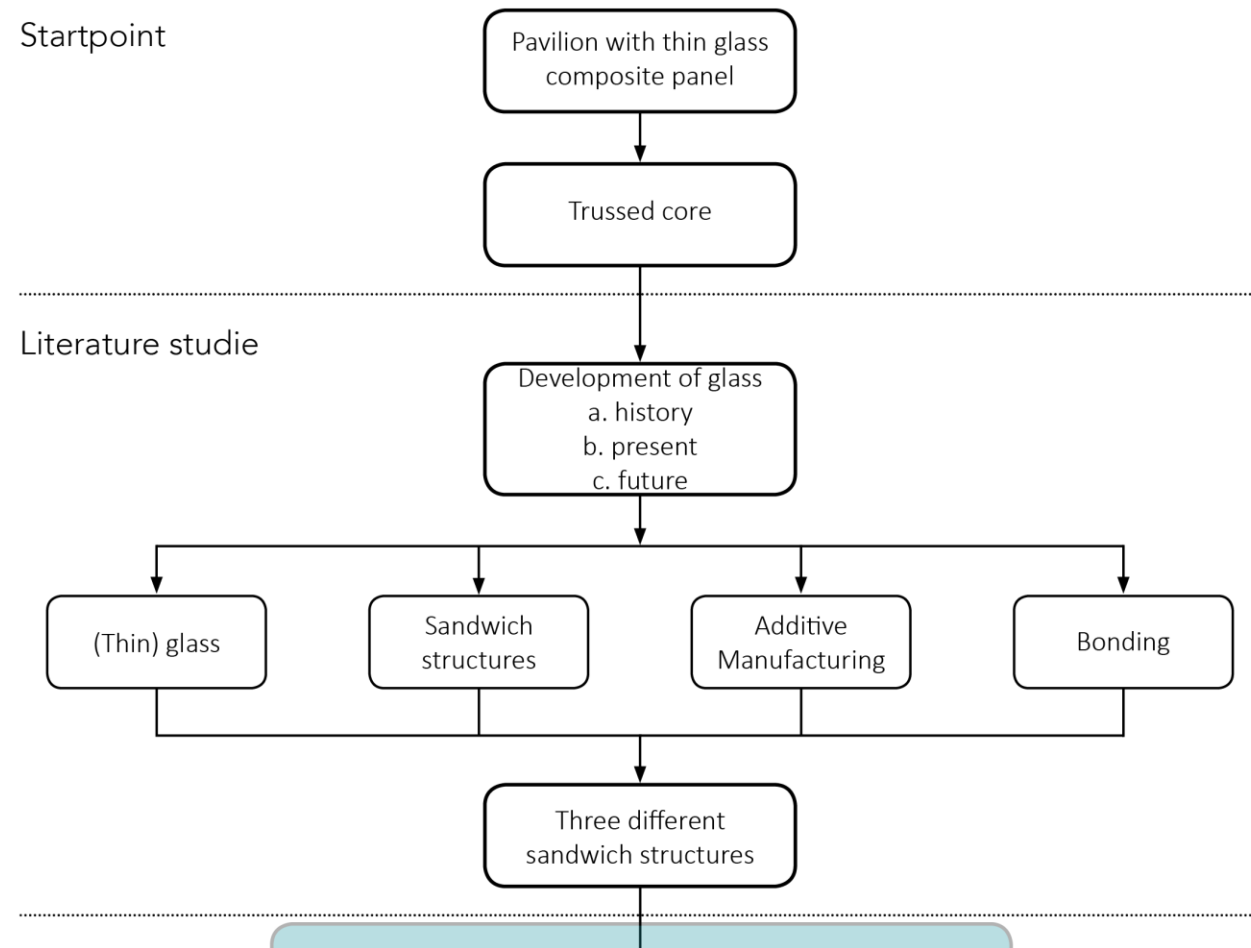 Startpoint
Pavilion with thin glass
composite panel
Trussed core
Literature studie
Development of glass
a. history
b. present
c. future
(Thin) glass
Sandwich
structures
Additive
Manufacturing
Bonding
Three different
sandwich structures